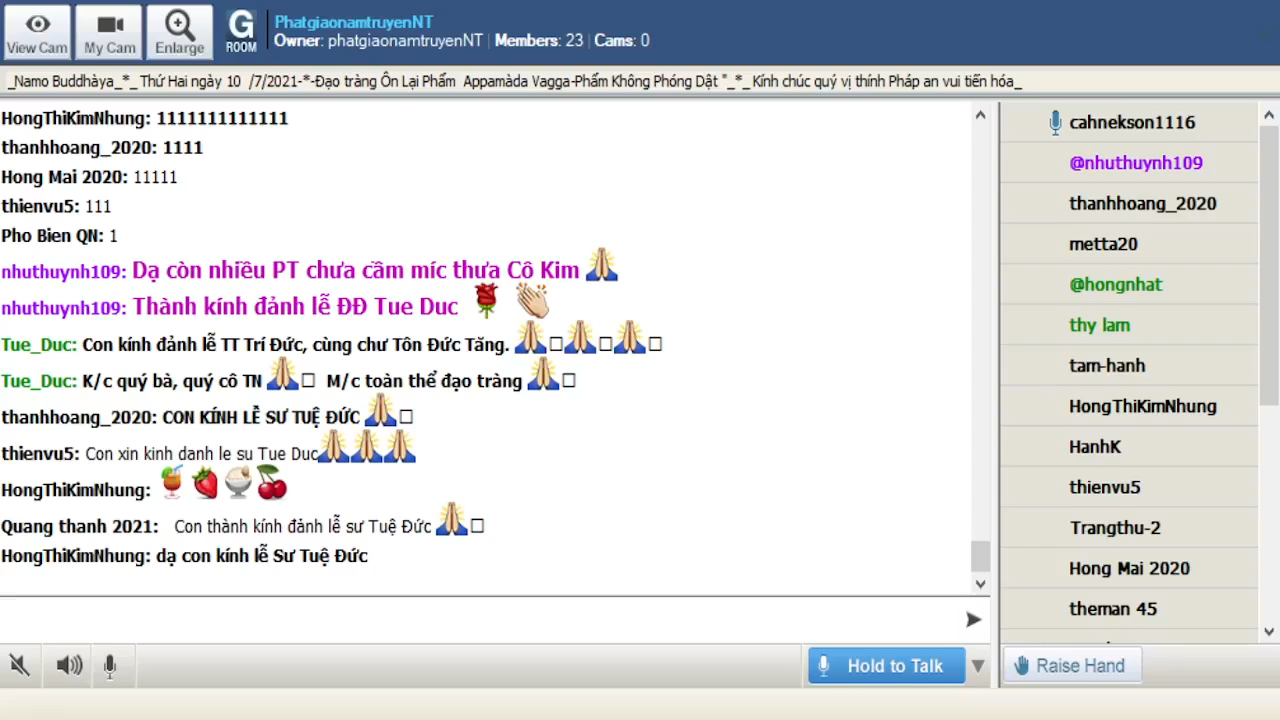 View Cam
My Cam
Enlarge
G
ROOM
PhatgiaonamtruyenNT
Owner: phatgiaonamtruyenNT | Members: 23 | Cams: 0
_Namo Buddhàya_*_Thứ Hai ngày 10 /7/2021-*-Đạo tràng Ôn Lại Phẩm Appamàda Vagga-Phẩm Không Phóng Dật "_*_Kính chúc quý vị thính Pháp an vui tiến hóa_
HongThiKimNhung: 1111111111111
thanhhoang_2020: 1111
Hong Mai 2020: 11111
thienvu5: 111
Pho Bien QN: 1
nhuthuynh109: Dạ còn nhiều PT chưa cầm míc thưa Cô Kim 🙏
nhuthuynh109: Thành kính đảnh lễ ĐĐ Tue Duc 🌹 👏
Tue_Duc: Con kính đảnh lễ TT Trí Đức, cùng chư Tôn Đức Tăng. 🙏□🙏□🙏□
Tue_Duc: K/c quý bà, quý cô TN 🙏□ M/c toàn thể đạo tràng 🙏□
thanhhoang_2020: CON KÍNH LỄ SƯ TUỆ ĐỨC 🙏□
thienvu5: Con xin kinh danh le su Tue Duc🙏🙏🙏
HongThiKimNhung: 🍹🍓🍨🍒
Quang thanh 2021: Con thành kính đảnh lễ sư Tuệ Đức 🙏□
HongThiKimNhung: dạ con kính lễ Sư Tuệ Đức
cahnekson1116
@nhuthuynh109
thanhhoang_2020
metta20
@hongnhat
thy lam
tam-hanh
HongThiKimNhung
HanhK
thienvu5
Trangthu-2
Hong Mai 2020
theman 45
Hold to Talk
Raise Hand